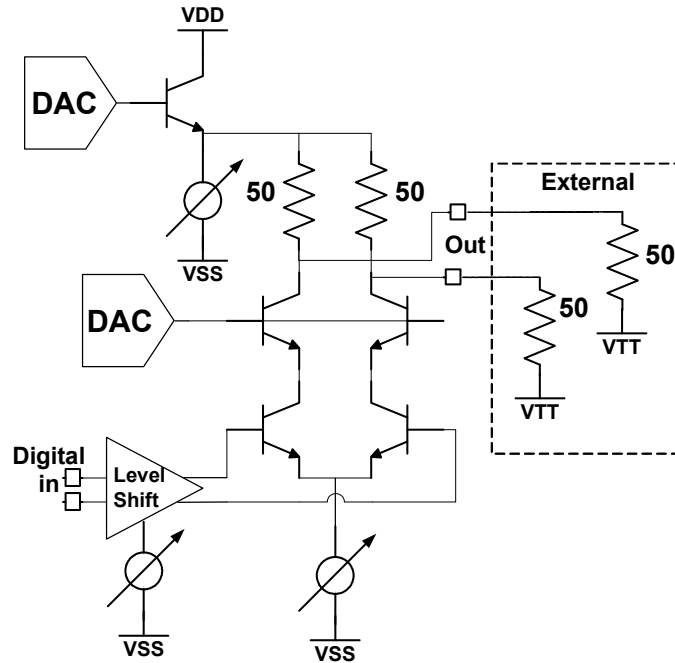 VDD
DAC
50
50
External
VSS
Out
50
DAC
50
VTT
VTT
Digital
in
Level
Shift
VSS
VSS